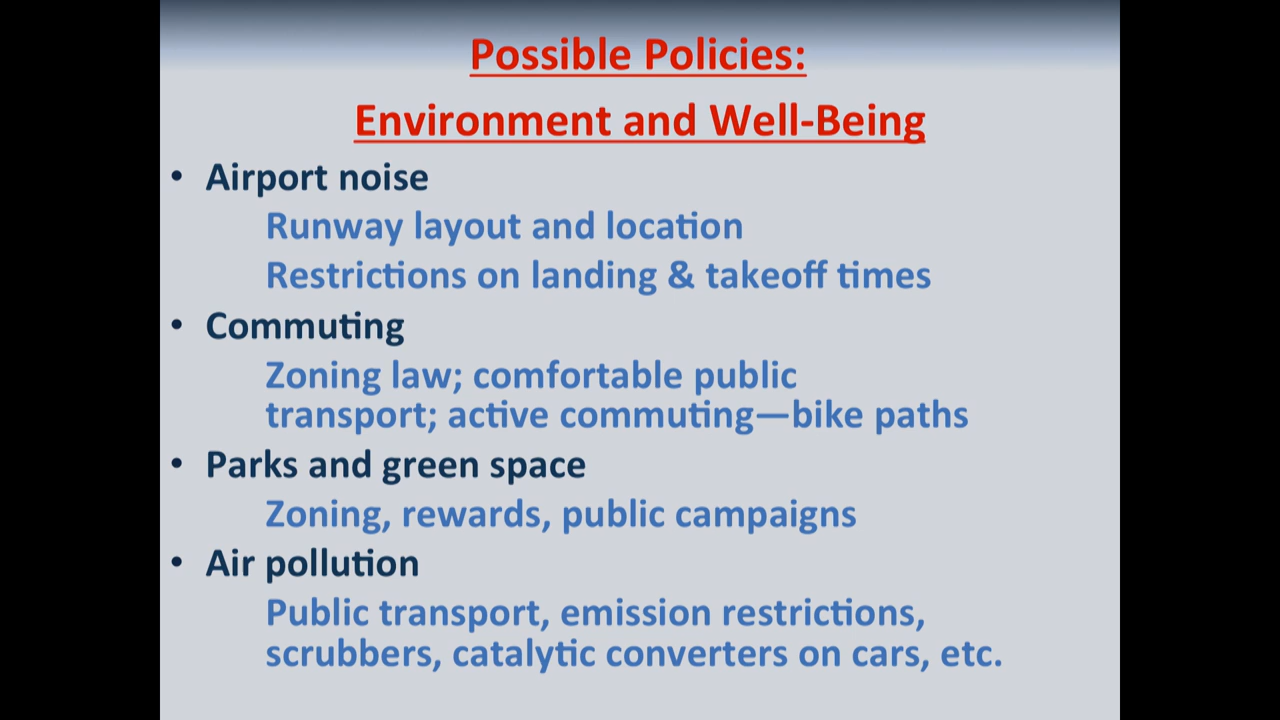 Possible Policies:
Environment and Well-Being
• Airport noise
Runway layout and location
Restrictions on landing & takeoff times
• Commuting
Zoning law; comfortable public
transport; active commuting—bike paths
• Parks and green space
Zoning, rewards, public campaigns
• Air pollution
Public transport, emission restrictions,
scrubbers, catalytic converters on cars, etc.